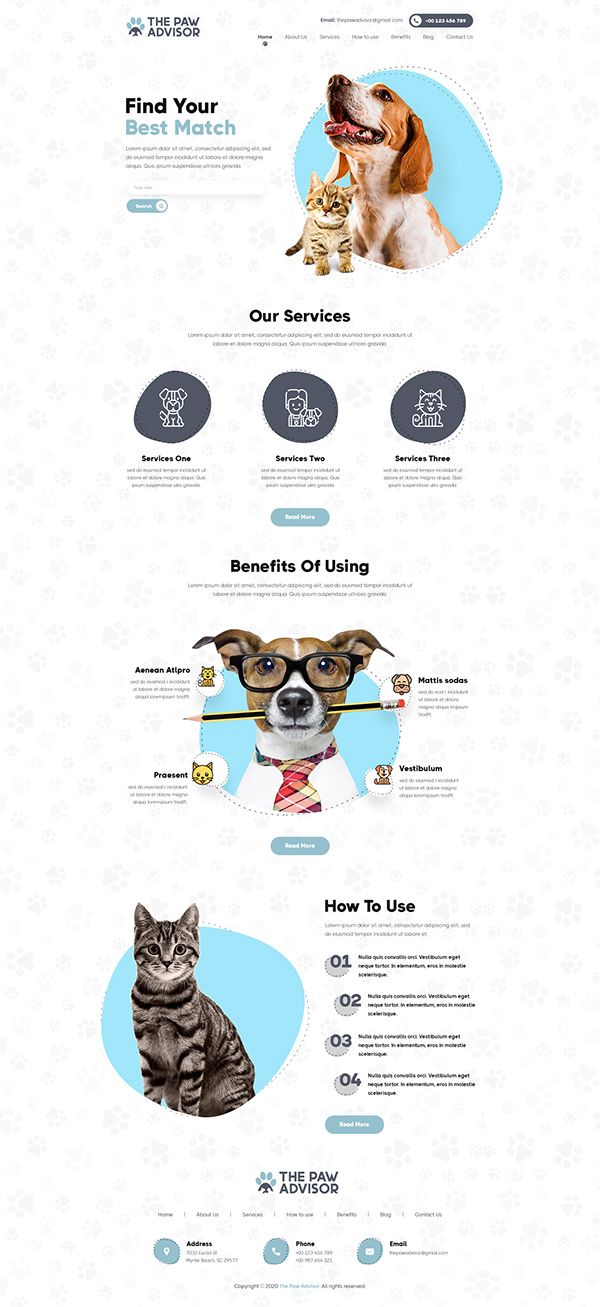 THE PAW
ADVISOR
Email: thepawadvisor@gmail.com
+00 123 456 789
Home About Us Services How to use Benefits Blog Contact Us
Find Your
Best Match
Lorem ipsum dolor sit amet, consectetur adipiscing elit, sed
do eiusmod tempor incididunt ut labore et dolore magna
aliqua. Quis ipsum suspendisse ultrices gravida.
Type here...
Search
Our Services
Lorem ipsum dolor sit amet, consectetur adipiscing elit, sed do eiusmod tempor incididunt ut
labore et dolore magna aliqua. Quis ipsum suspendisse ultrices gravida.
Services One
sed do eiusmod tempor incididunt ut
labore et dolore magna aliqua. Quis
ipsum suspendisse ultrices gravida.
Services Two
sed do eiusmod tempor incididunt ut
labore et dolore magna aliqua. Quis
ipsum suspendisse ultrices gravida.
Services Three
sed do eiusmod tempor incididunt ut
labore et dolore magna aliqua. Quis
ipsum suspendisse ultrices gravida.
Read More
Benefits Of Using
Lorem ipsum dolor sit amet, consectetur adipiscing elit, sed do eiusmod tempor incididunt ut
labore et dolore magna aliqua. Quis ipsum suspendisse ultrices gravida.
Aenean Atlpro
sed do eiusmod r incididunt
ut labore et dolore magna
aliqua loremipsum
Mattis sodas
sed do mod r incididunt
ut labore et dolore
magna aliqua imipsum
Praesent
sed do eiusmod r incididunt
ut labore et dolore magna
aliqua loremipsum
Vestibulum
sed do eiusmod r incididunt
ut labore et dolore magna
aliqua loremipsum
Read More
How To Use
Lorem ipsum dolor sit amet, consectetur adipiscing elit, sed
do eiusmod tempor incididunt ut labore et.
01
Nulla quis convallis orci. Vestibulum eget
neque tortor. In elementum, eros in molestie
scelerisque.
02
Nulla quis convallis orci. Vestibulum eget
neque tortor. In elementum, eros in molestie
scelerisque.
03
Nulla quis convallis orci. Vestibulum eget
neque tortor. In elementum, eros in molestie
scelerisque.
04
Nulla quis convallis orci. Vestibulum eget
neque tortor. In elementum, eros in molestie
scelerisque.
Read More
THE PAW
ADVISOR
Home | About Us | Services | How to use | Benefits | Blog | Contact Us
Address
7032 Euclid St
Myrtle Beach, SC 29577
Phone
+00 123 456 789
+00 987 654 321
Email
thepawadvisor@gmail.com
Copyright © 2020 The Paw Advisor. All rights reserved.